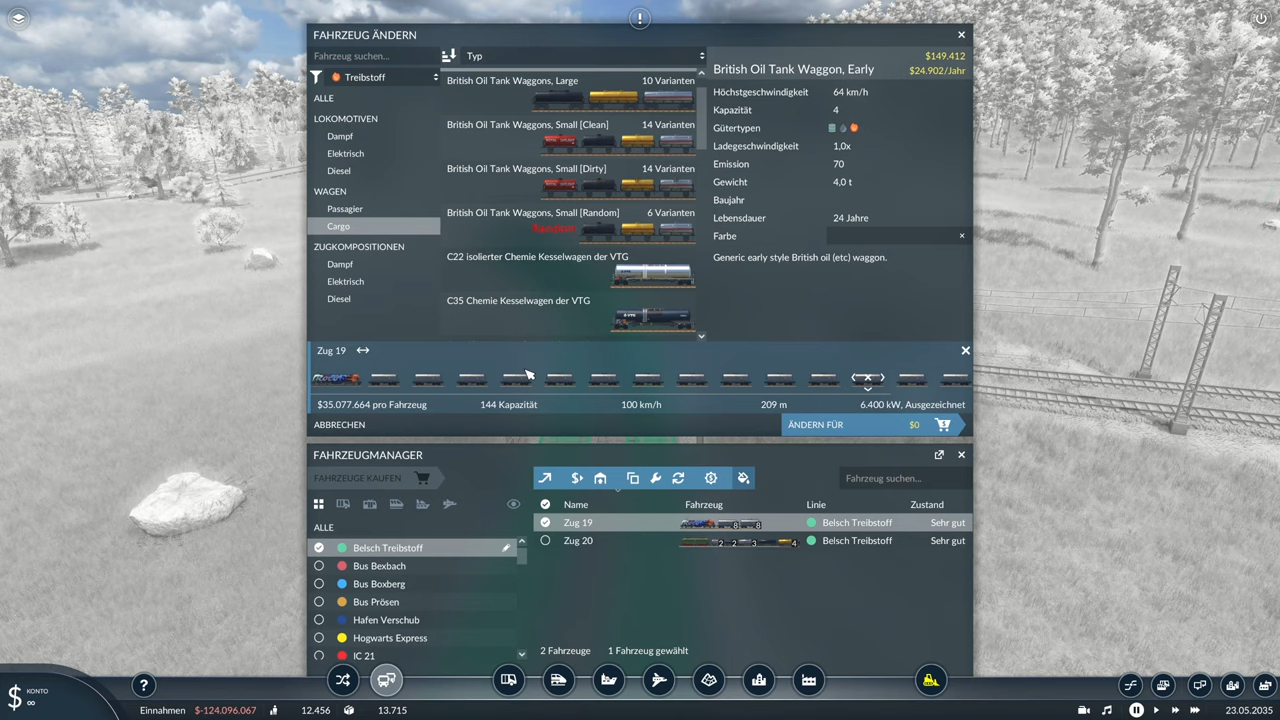 FAHRZEUG ÄNDERN
Fahrzeug suchen...
Typ
Treibstoff
ALLE
LOKOMOTIVEN
Dampf
Elektrisch
Diesel
WAGEN
Passagier
Cargo
ZUGKOMPOSITIONEN
Dampf
Elektrisch
Diesel
British Oil Tank Waggons, Large 10 Varianten
British Oil Tank Waggons, Small [Clean] 14 Varianten
British Oil Tank Waggons, Small [Dirty] 14 Varianten
British Oil Tank Waggons, Small [Random] 6 Varianten
Random
C22 isolierter Chemie Kesselwagen der VTG
C35 Chemie Kesselwagen der VTG
$149.412
British Oil Tank Waggon, Early $24.902/Jahr
Höchstgeschwindigkeit 64 km/h
Kapazität 4
Gütertypen
Ladegeschwindigkeit 1,0x
Emission 70
Gewicht 4,0 t
Baujahr
Lebensdauer 24 Jahre
Farbe
Generic early style British oil (etc) waggon.
Zug 19
$35.077.664 pro Fahrzeug 144 Kapazität 100 km/h 209 m 6.400 kW, Ausgezeichnet
ABBRECHEN ÄNDERN FÜR $0
FAHRZEUGMANAGER
FAHRZEUGE KAUFEN
Fahrzeug suchen...
ALLE
Belsch Treibstoff
Bus Bexbach
Bus Boxberg
Bus Prösen
Hafen Verschub
Hogwarts Express
IC 21
Name Fahrzeug Linie Zustand
Zug 19 8 8 Belsch Treibstoff Sehr gut
Zug 20 2 2 3 4 Belsch Treibstoff Sehr gut
2 Fahrzeuge 1 Fahrzeug gewählt
KONTO
∞
Einnahmen $-124.096.067 12.456 13.715
23.05.2035